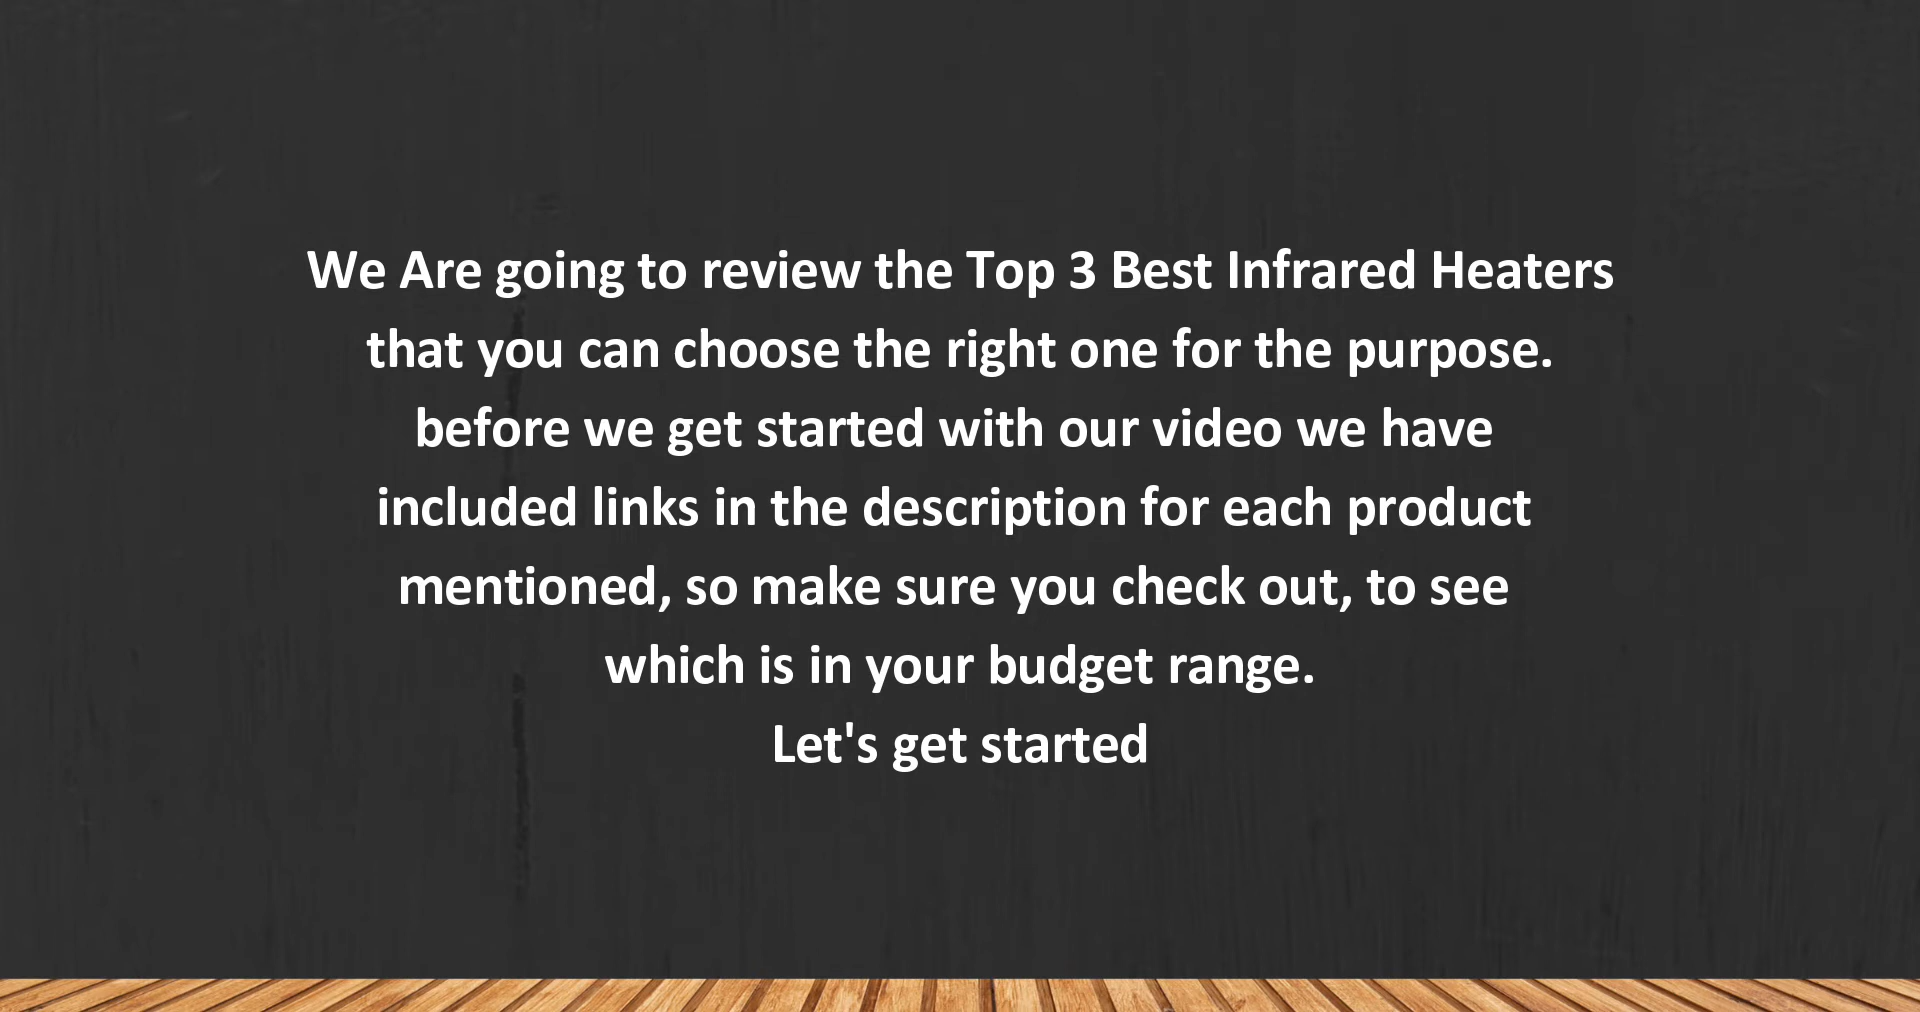 We Are going to review the Top 3 Best Infrared Heaters
that you can choose the right one for the purpose.
before we get started with our video we have
included links in the description for each product
mentioned, so make sure you check out, to see
which is in your budget range.
Let's get started